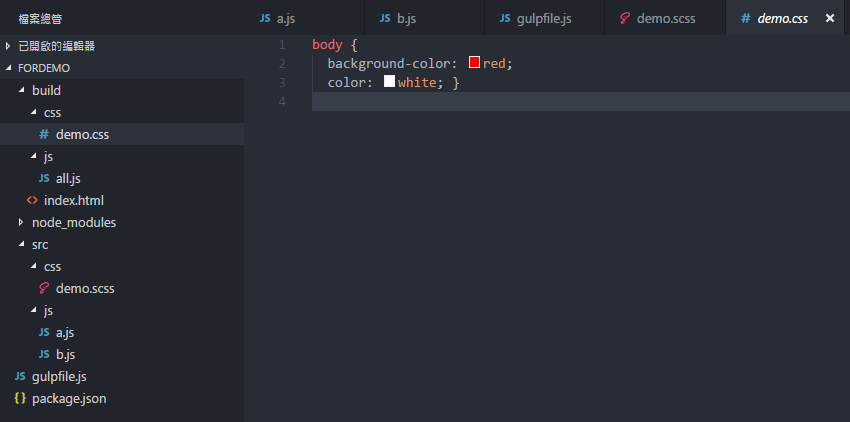 檔案總管
已開啟的編輯器
FORDEMO
build
css
# demo.css
js
JS all.js
<> index.html
node_modules
src
css
demo.scss
js
JS a.js
JS b.js
JS gulpfile.js
{} package.json
JS a.js
JS b.js
JS gulpfile.js
demo.scss
# demo.css ×
1 body {
2 background-color: red;
3 color: white; }
4